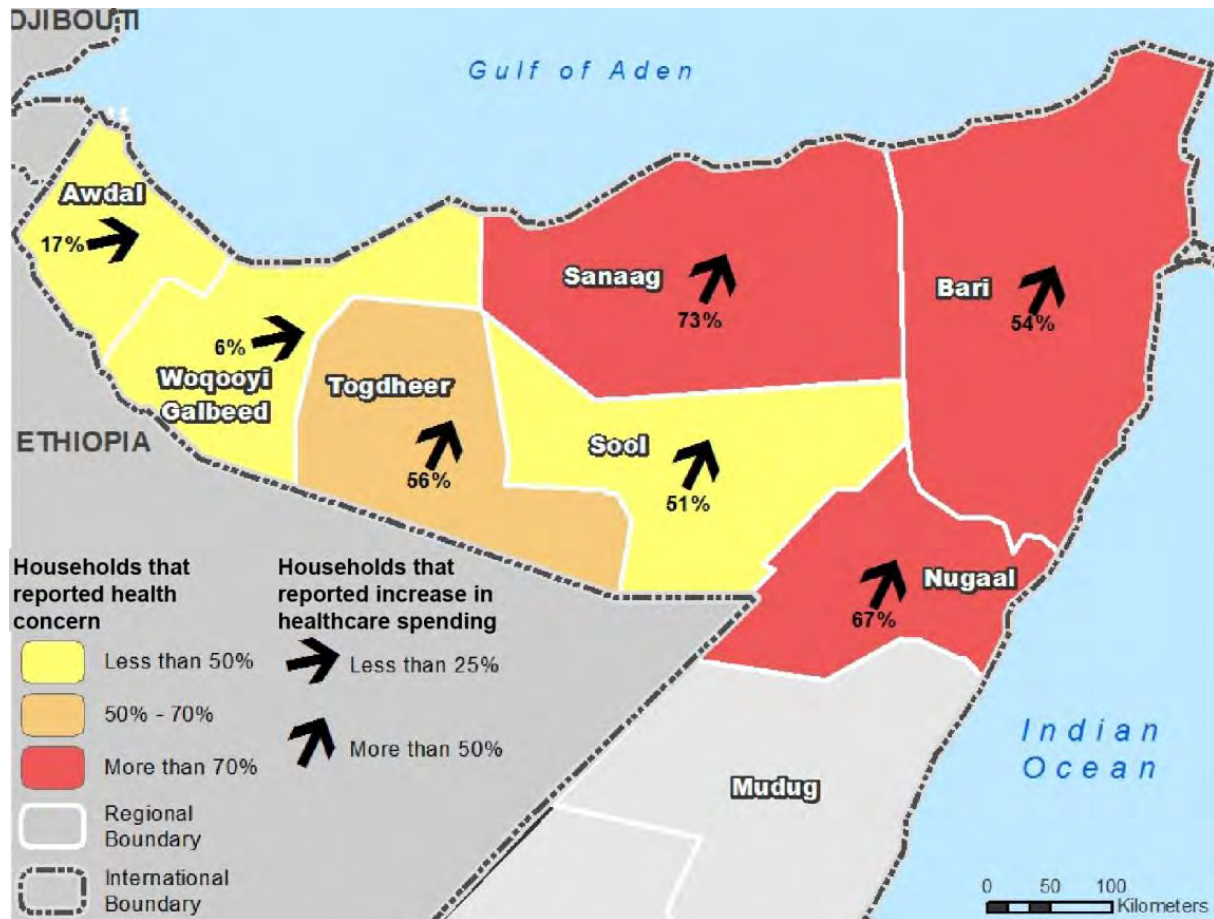 DJIBOUTI
Gulf of Aden
Awdal
17%
Sanaag
73%
Bari
54%
6%
Woqooyi
Galbeed
Togdheer
56%
Sool
51%
ETHIOPIA
Nugaal
67%
Mudug
Indian
Ocean
Households that
reported health
concern
Less than 50%
50% - 70%
More than 70%
Regional
Boundary
International
Boundary
Households that
reported increase in
healthcare spending
Less than 25%
More than 50%
0 50 100
Kilometers